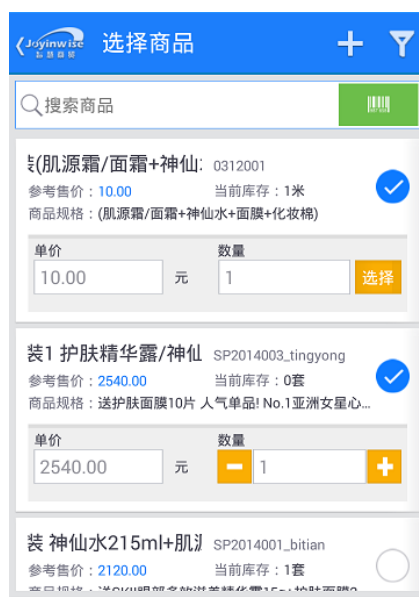 Joyinwise 选择商品
搜索商品
装(肌源霜/面霜+神仙 0312001
参考售价：10.00 当前库存：1米
商品规格：(肌源霜/面霜+神仙水+面膜+化妆棉)
单价 数量
10.00 元 1 选择
装1 护肤精华露/神仙 SP2014003_tingyong
参考售价：2540.00 当前库存：0套
商品规格：送护肤面膜10片 人气单品! No.1亚洲女星心...
单价 数量
2540.00 元 − 1 +
装 神仙水215ml+肌 SP2014001_bitian
参考售价：2120.00 当前库存：1套